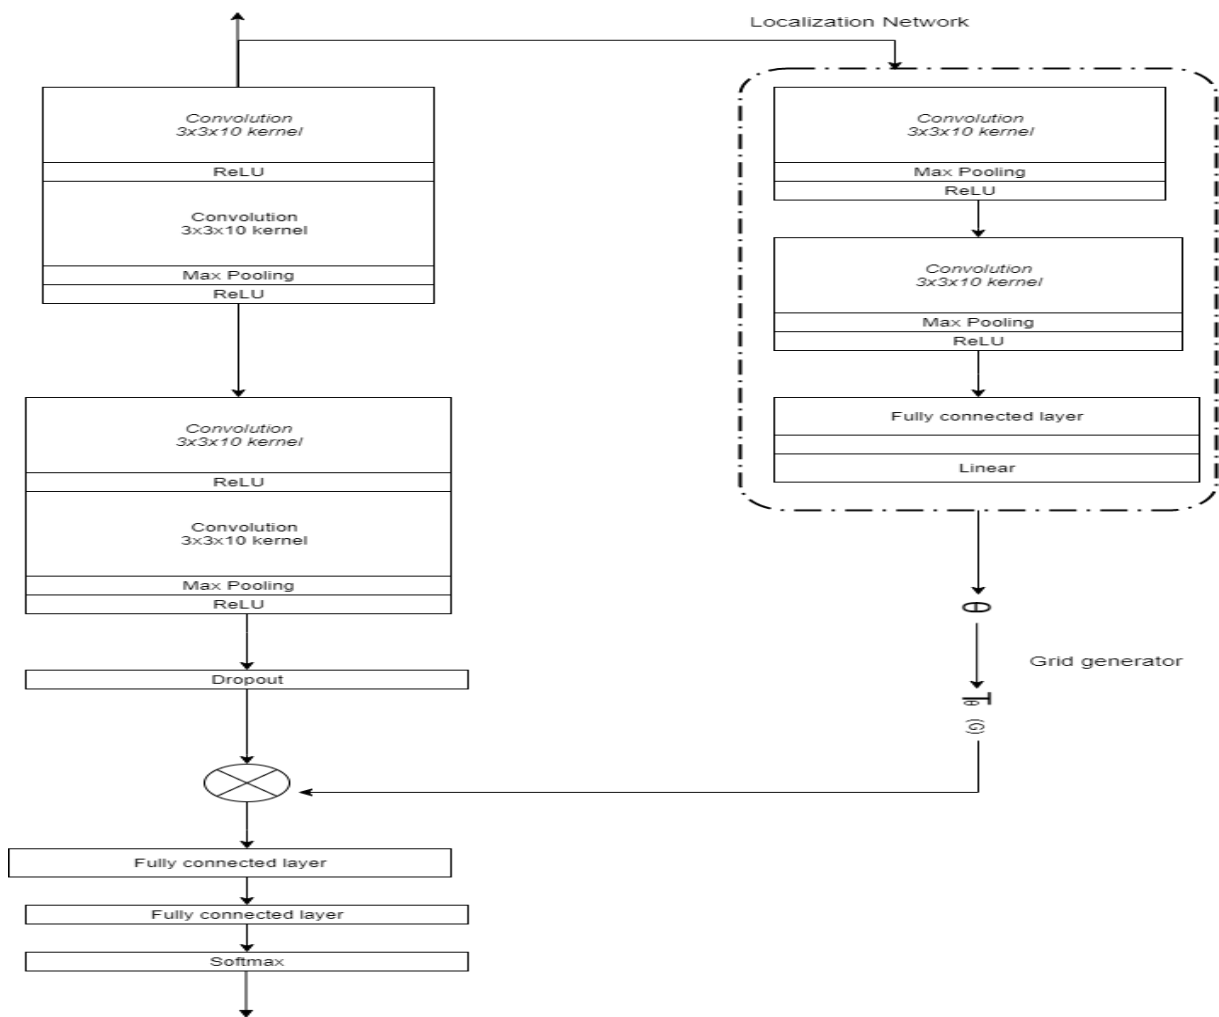 Localization Network
Convolution
3x3x10 kernel
ReLU
Convolution
3x3x10 kernel
Max Pooling
ReLU
Convolution
3x3x10 kernel
ReLU
Convolution
3x3x10 kernel
Max Pooling
ReLU
Dropout
Fully connected layer
Fully connected layer
Softmax
Convolution
3x3x10 kernel
Max Pooling
ReLU
Convolution
3x3x10 kernel
Max Pooling
ReLU
Fully connected layer
Linear
θ
Grid generator
T
θ
(G)